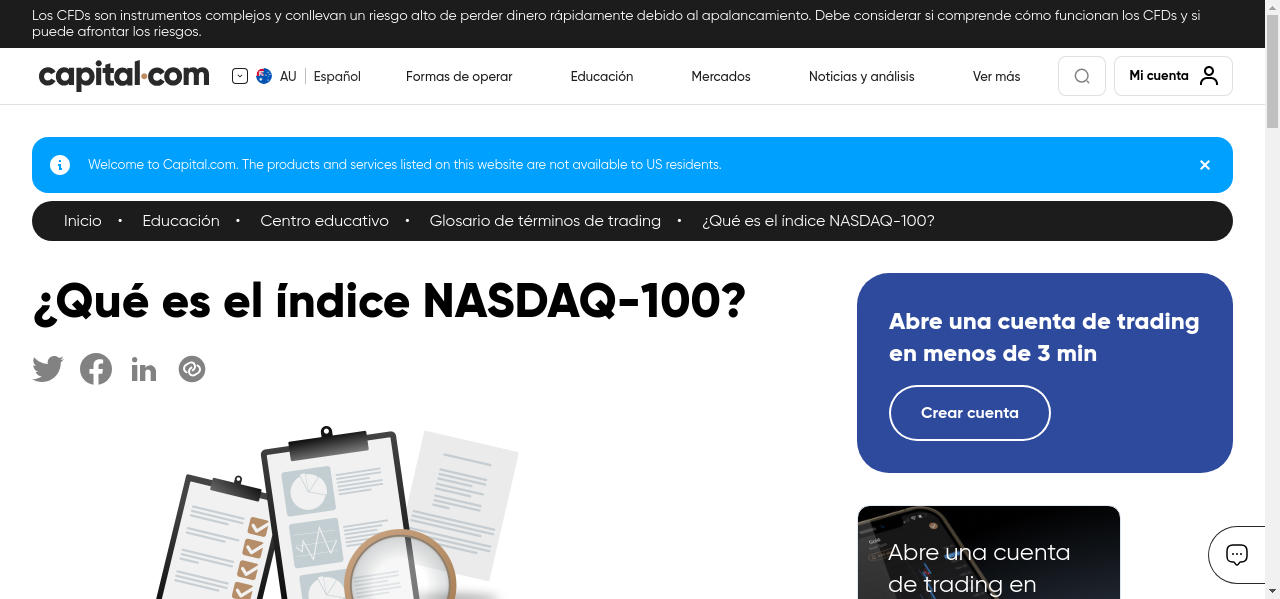 Los CFDs son instrumentos complejos y conllevan un riesgo alto de perder dinero rápidamente debido al apalancamiento. Debe considerar si comprende cómo funcionan los CFDs y si
puede afrontar los riesgos.
capital.com
AU
Español
Formas de operar
Educación
Mercados
Noticias y análisis
Ver más
Mi cuenta
Welcome to Capital.com. The products and services listed on this website are not available to US residents.
Inicio • Educación • Centro educativo • Glosario de términos de trading • ¿Qué es el índice NASDAQ-100?
¿Qué es el índice NASDAQ-100?
Abre una cuenta de trading
en menos de 3 min
Crear cuenta
Abre una cuenta
de trading en